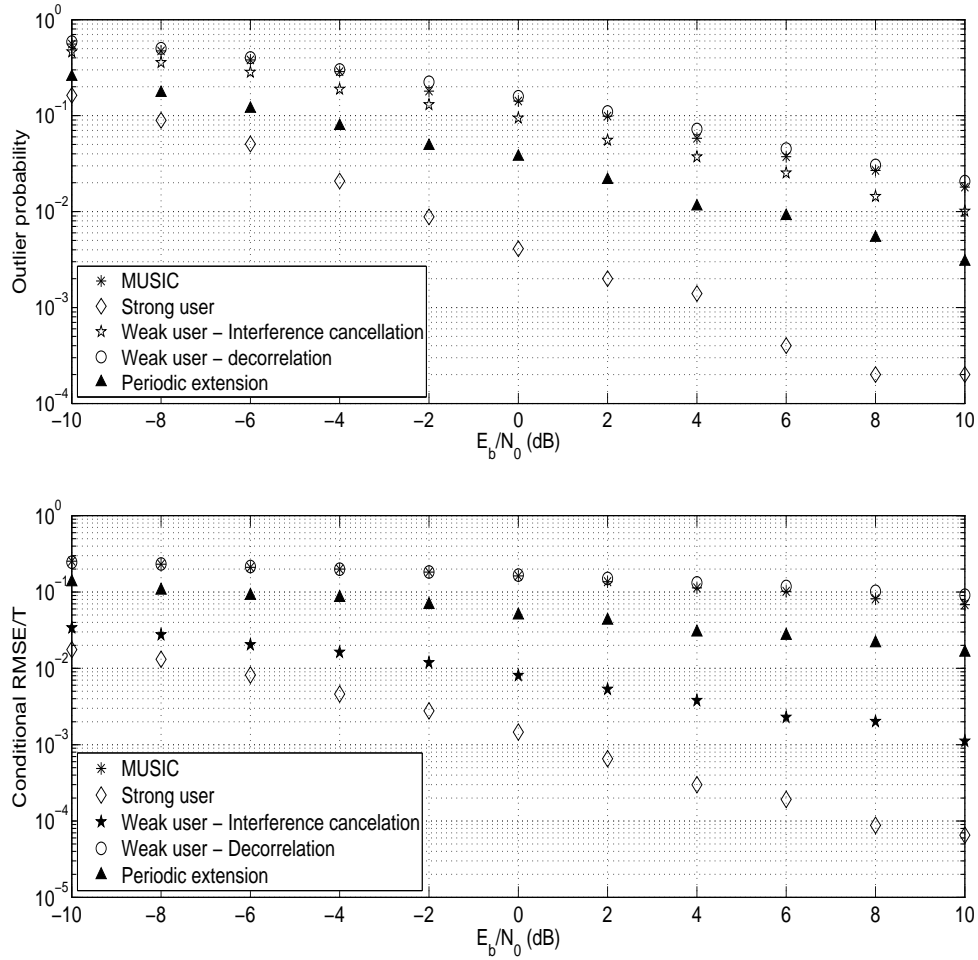 10^0
10^−1
10^−2
10^−3
10^−4
Outlier probability
MUSIC
Strong user
Weak user − Interference cancellation
Weak user − decorrelation
Periodic extension
−10 −8 −6 −4 −2 0 2 4 6 8 10
E_b/N_0 (dB)
10^0
10^−1
10^−2
10^−3
10^−4
10^−5
Conditional RMSE/T
MUSIC
Strong user
Weak user − Interference cancelation
Weak user − Decorrelation
Periodic extension
−10 −8 −6 −4 −2 0 2 4 6 8 10
E_b/N_0 (dB)